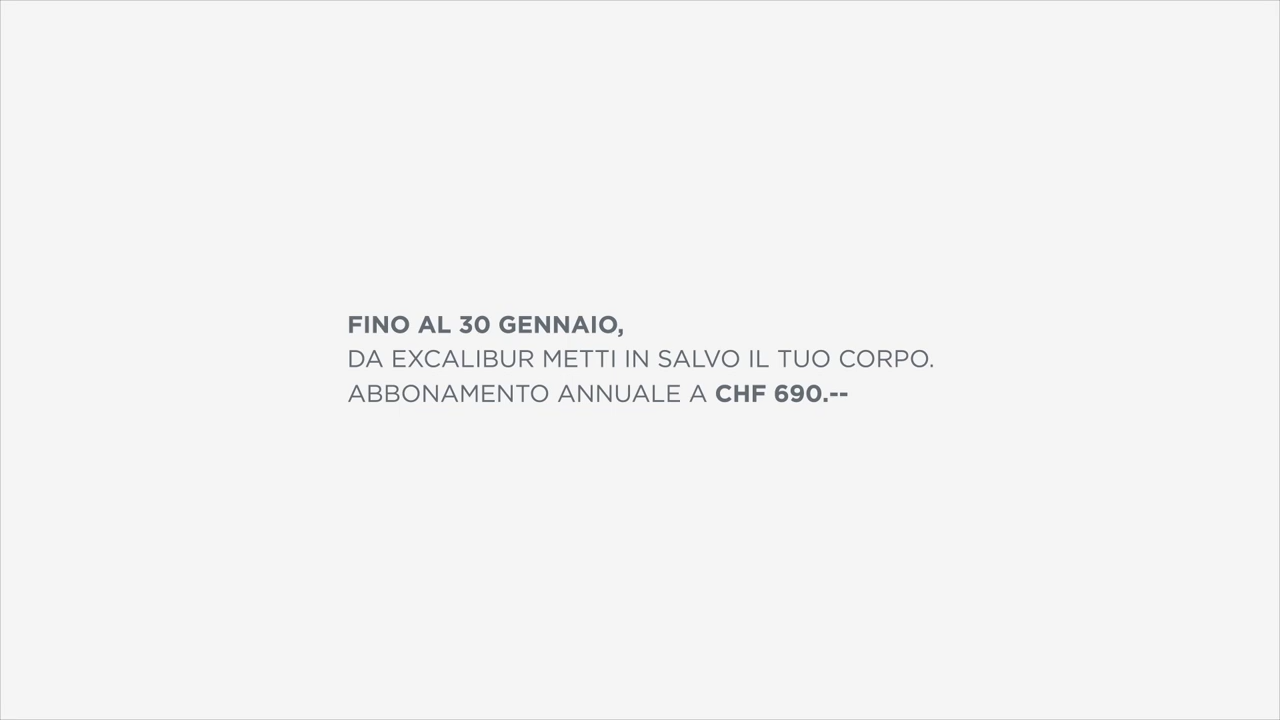 FINO AL 30 GENNAIO,
DA EXCALIBUR METTI IN SALVO IL TUO CORPO.
ABBONAMENTO ANNUALE A CHF 690.--